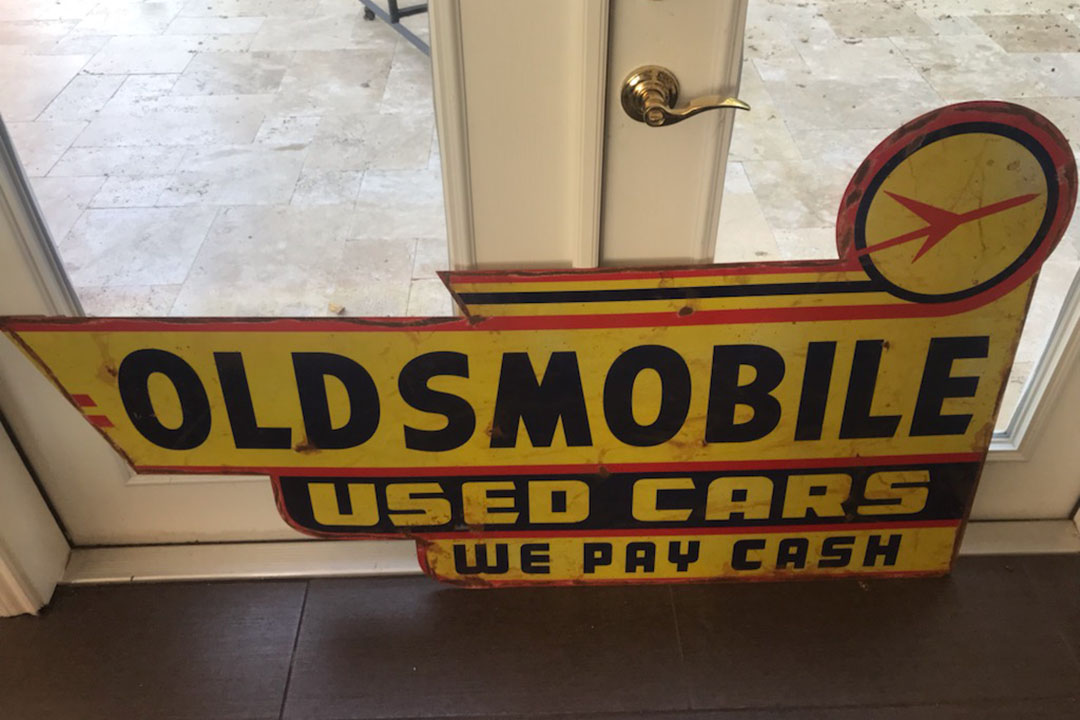 OLDSMOBILE
USED CARS
WE PAY CASH